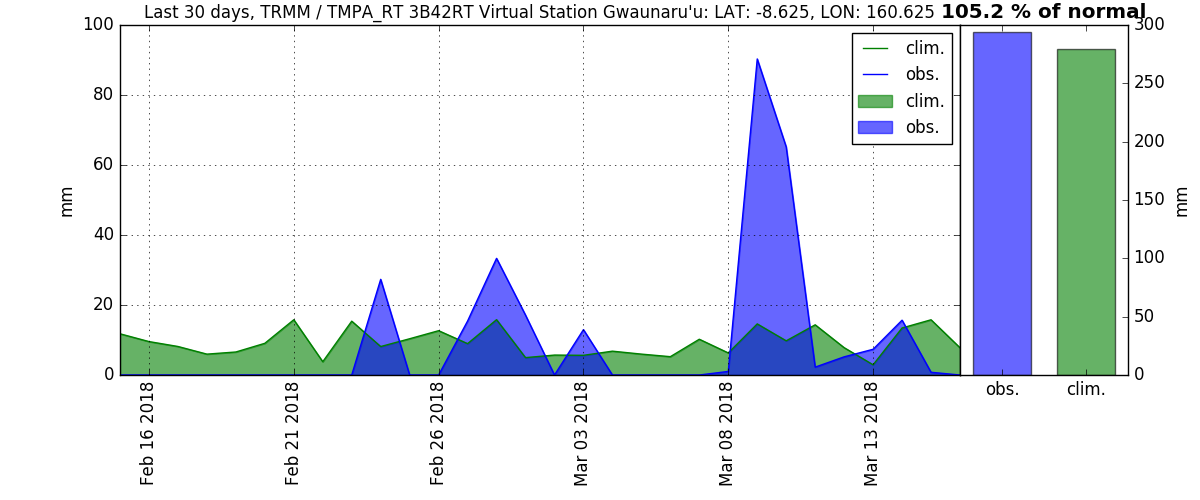 Last 30 days, TRMM / TMPA_RT 3B42RT Virtual Station Gwaunaru'u: LAT: -8.625, LON: 160.625 105.2 % of normal
100
80
60
40
20
0
mm
clim.
obs.
clim.
obs.
Feb 16 2018
Feb 21 2018
Feb 26 2018
Mar 03 2018
Mar 08 2018
Mar 13 2018
300
250
200
150
100
50
0
mm
obs.
clim.